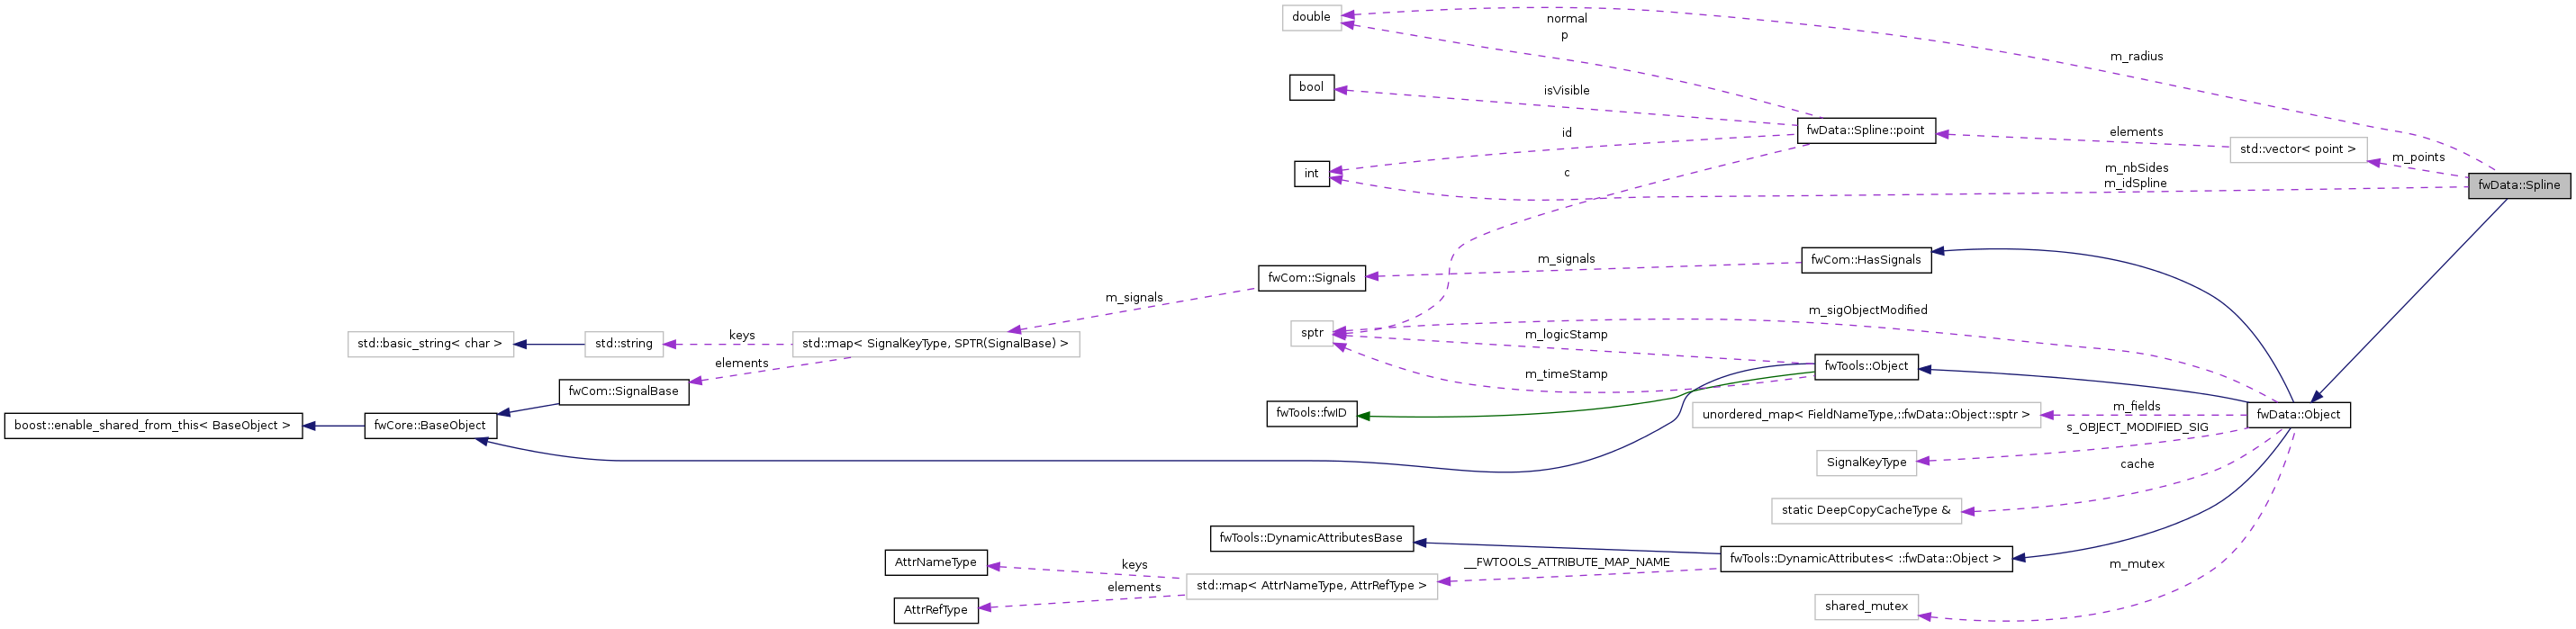 double
normal
p
m_radius
bool
isVisible
id
fwData::Spline::point
elements
std::vector< point >
m_points
int
c
m_nbSides
m_idSpline
fwData::Spline
fwCom::HasSignals
m_signals
fwCom::Signals
m_signals
m_sigObjectModified
sptr
m_logicStamp
m_timeStamp
std::basic_string< char >
std::string
keys
std::map< SignalKeyType, SPTR(SignalBase) >
elements
fwTools::Object
fwCom::SignalBase
fwTools::fwID
unordered_map< FieldNameType,::fwData::Object::sptr >
m_fields
fwData::Object
boost::enable_shared_from_this< BaseObject >
fwCore::BaseObject
s_OBJECT_MODIFIED_SIG
SignalKeyType
cache
static DeepCopyCacheType &
fwTools::DynamicAttributesBase
AttrNameType
keys
__FWTOOLS_ATTRIBUTE_MAP_NAME
fwTools::DynamicAttributes< ::fwData::Object >
m_mutex
elements
std::map< AttrNameType, AttrRefType >
AttrRefType
shared_mutex